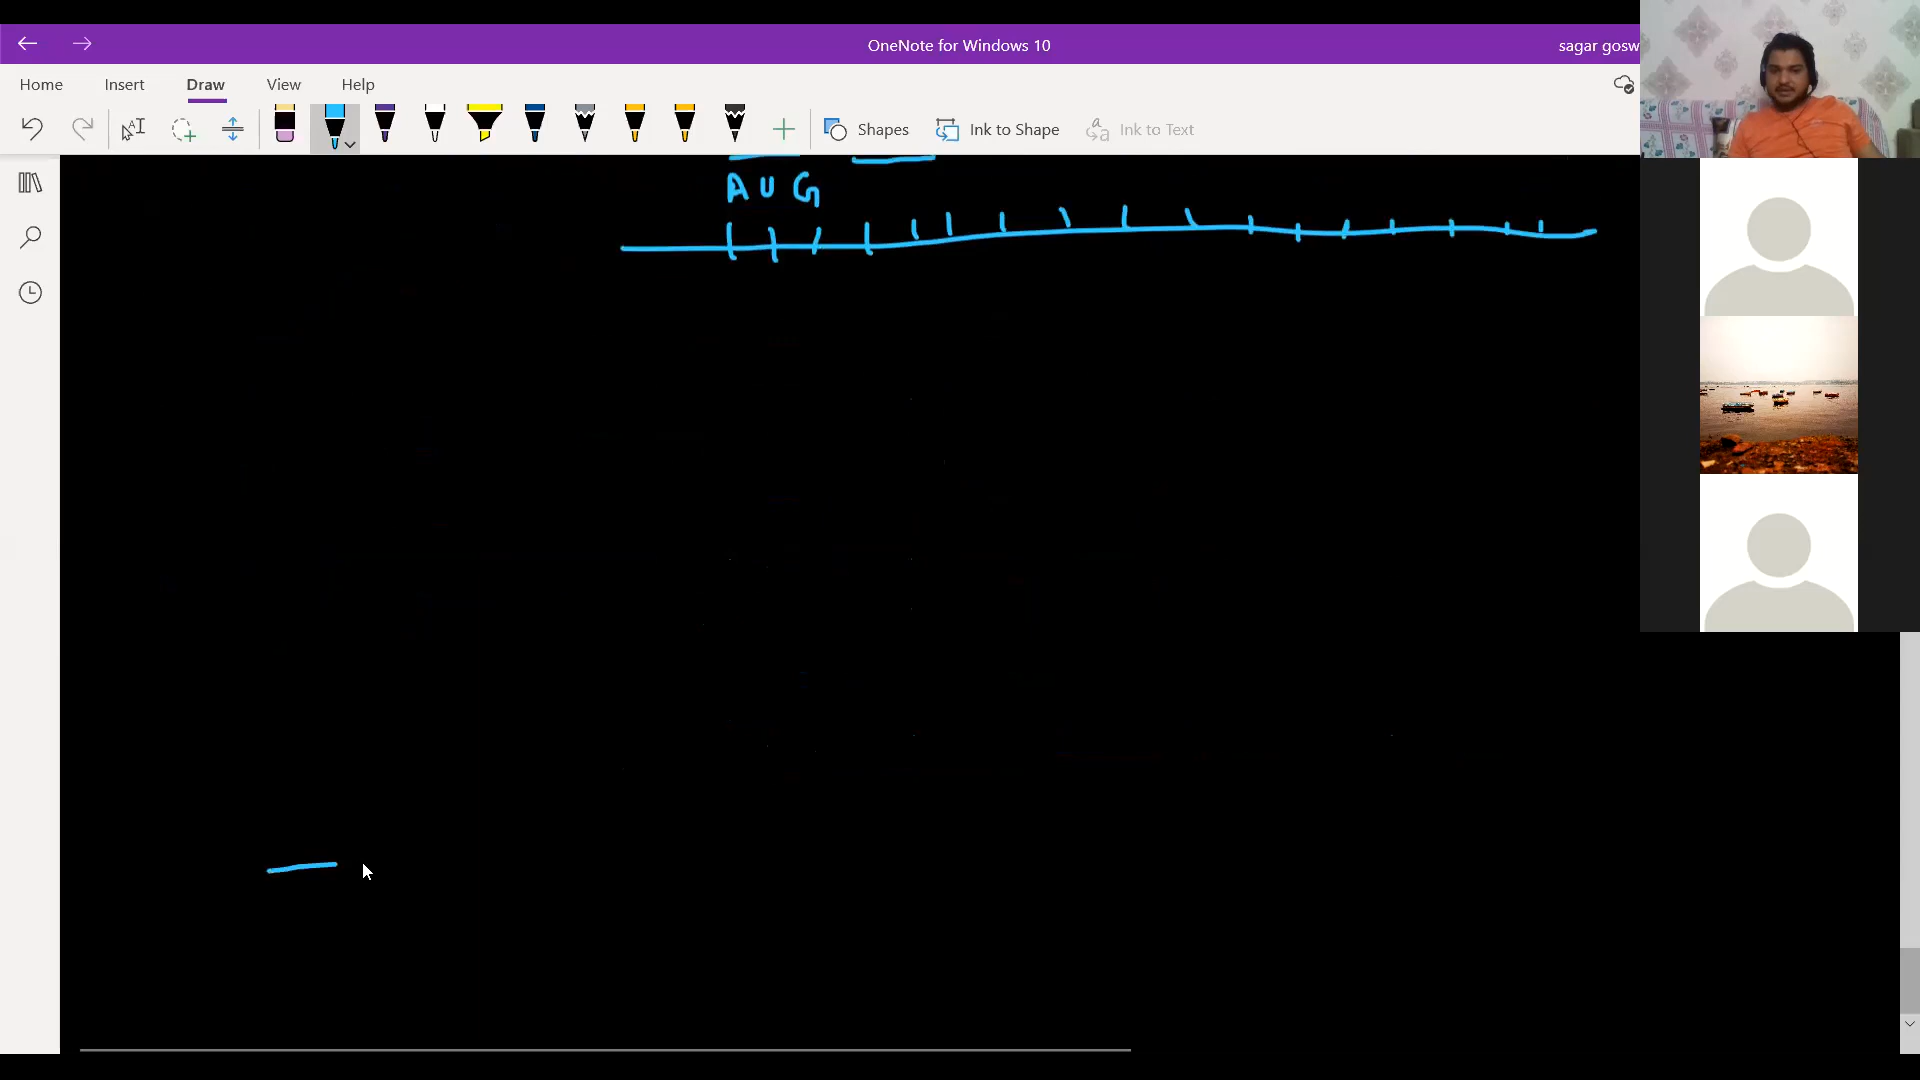 OneNote for Windows 10
sagar gosw
Home Insert Draw View Help
Shapes Ink to Shape Ink to Text
AUG